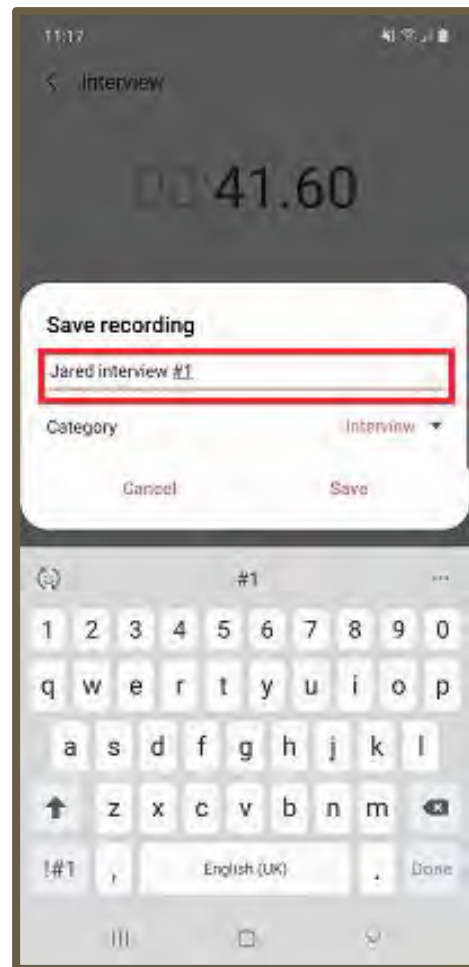 11:17
Interview
00:41.60
Save recording
Jared interview #1
Category Interview
Cancel Save
#1
1 2 3 4 5 6 7 8 9 0
q w e r t y u i o p
a s d f g h j k l
z x c v b n m
!#1 , English (UK) . Done